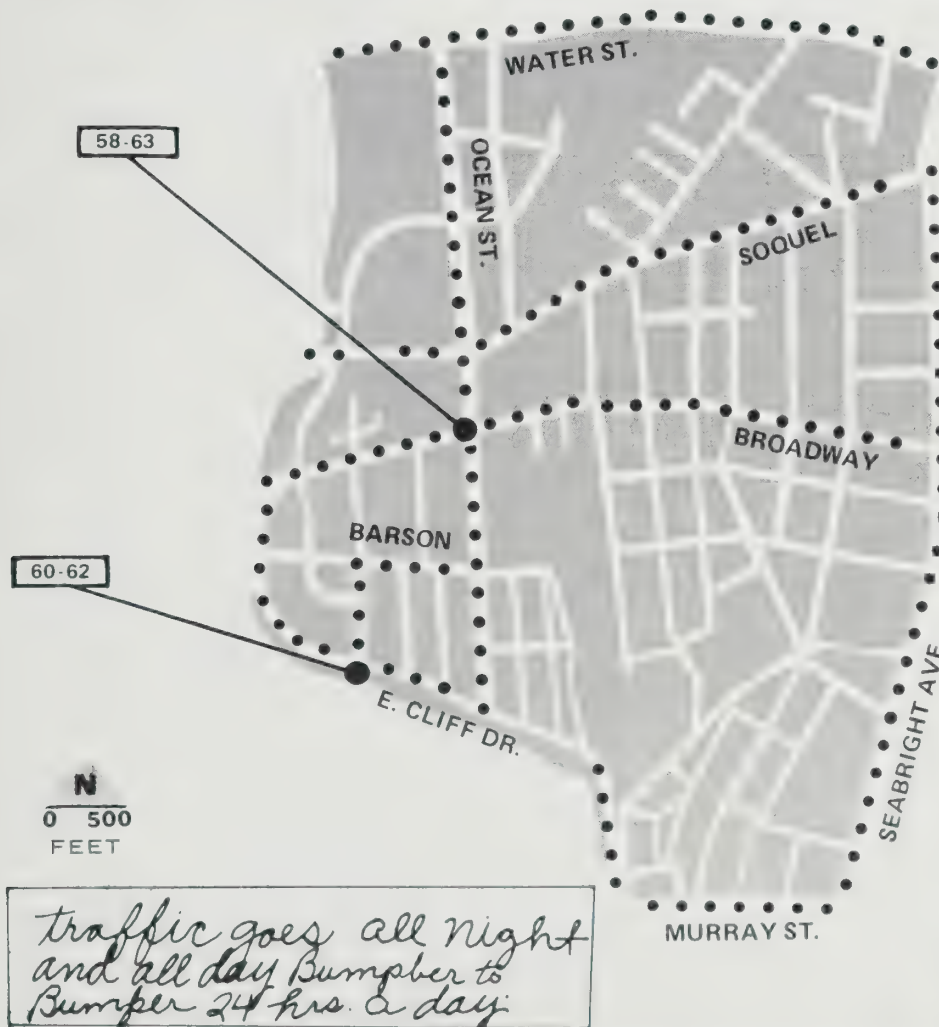 WATER ST.
58-63
OCEAN ST.
SOQUEL
BROADWAY
BARSON
60-62
E. CLIFF DR.
SEABRIGHT AVE
N
0 500
FEET
MURRAY ST.
traffic goes all night
and all day Bumpber to
Bumper 24 hrs. a day.